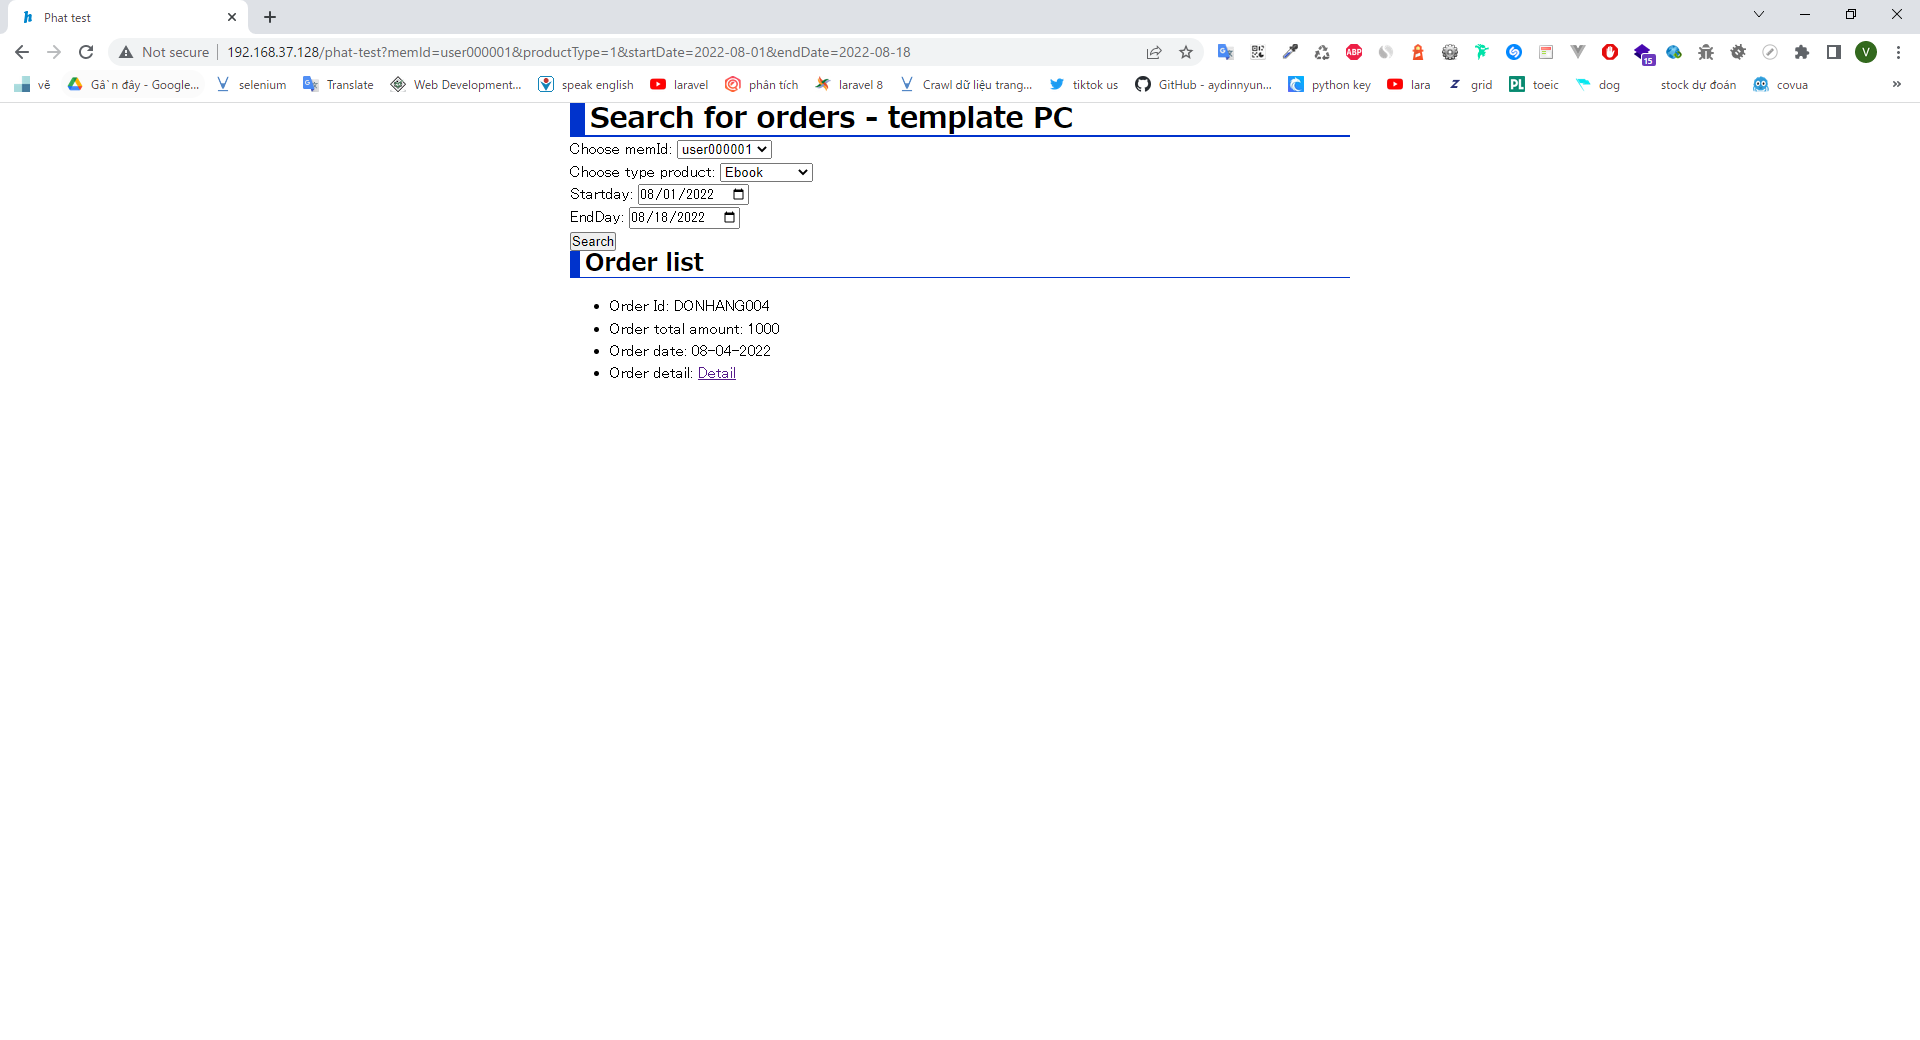 Phat test
Not secure
192.168.37.128/phat-test?memId=user000001&productType=1&startDate=2022-08-01&endDate=2022-08-18
ABP
15
V
vẽ
Gần đây - Google...
selenium
Translate
Web Development...
speak english
laravel
phân tích
laravel 8
Crawl dữ liệu trang...
tiktok us
GitHub - aydinnyun...
python key
lara
grid
PL
toeic
dog
stock dự đoán
covua
»
Search for orders - template PC
Choose memId: user000001
Choose type product: Ebook
Startday: 08/01/2022
EndDay: 08/18/2022
Search
Order list
• Order Id: DONHANG004
• Order total amount: 1000
• Order date: 08-04-2022
• Order detail: Detail